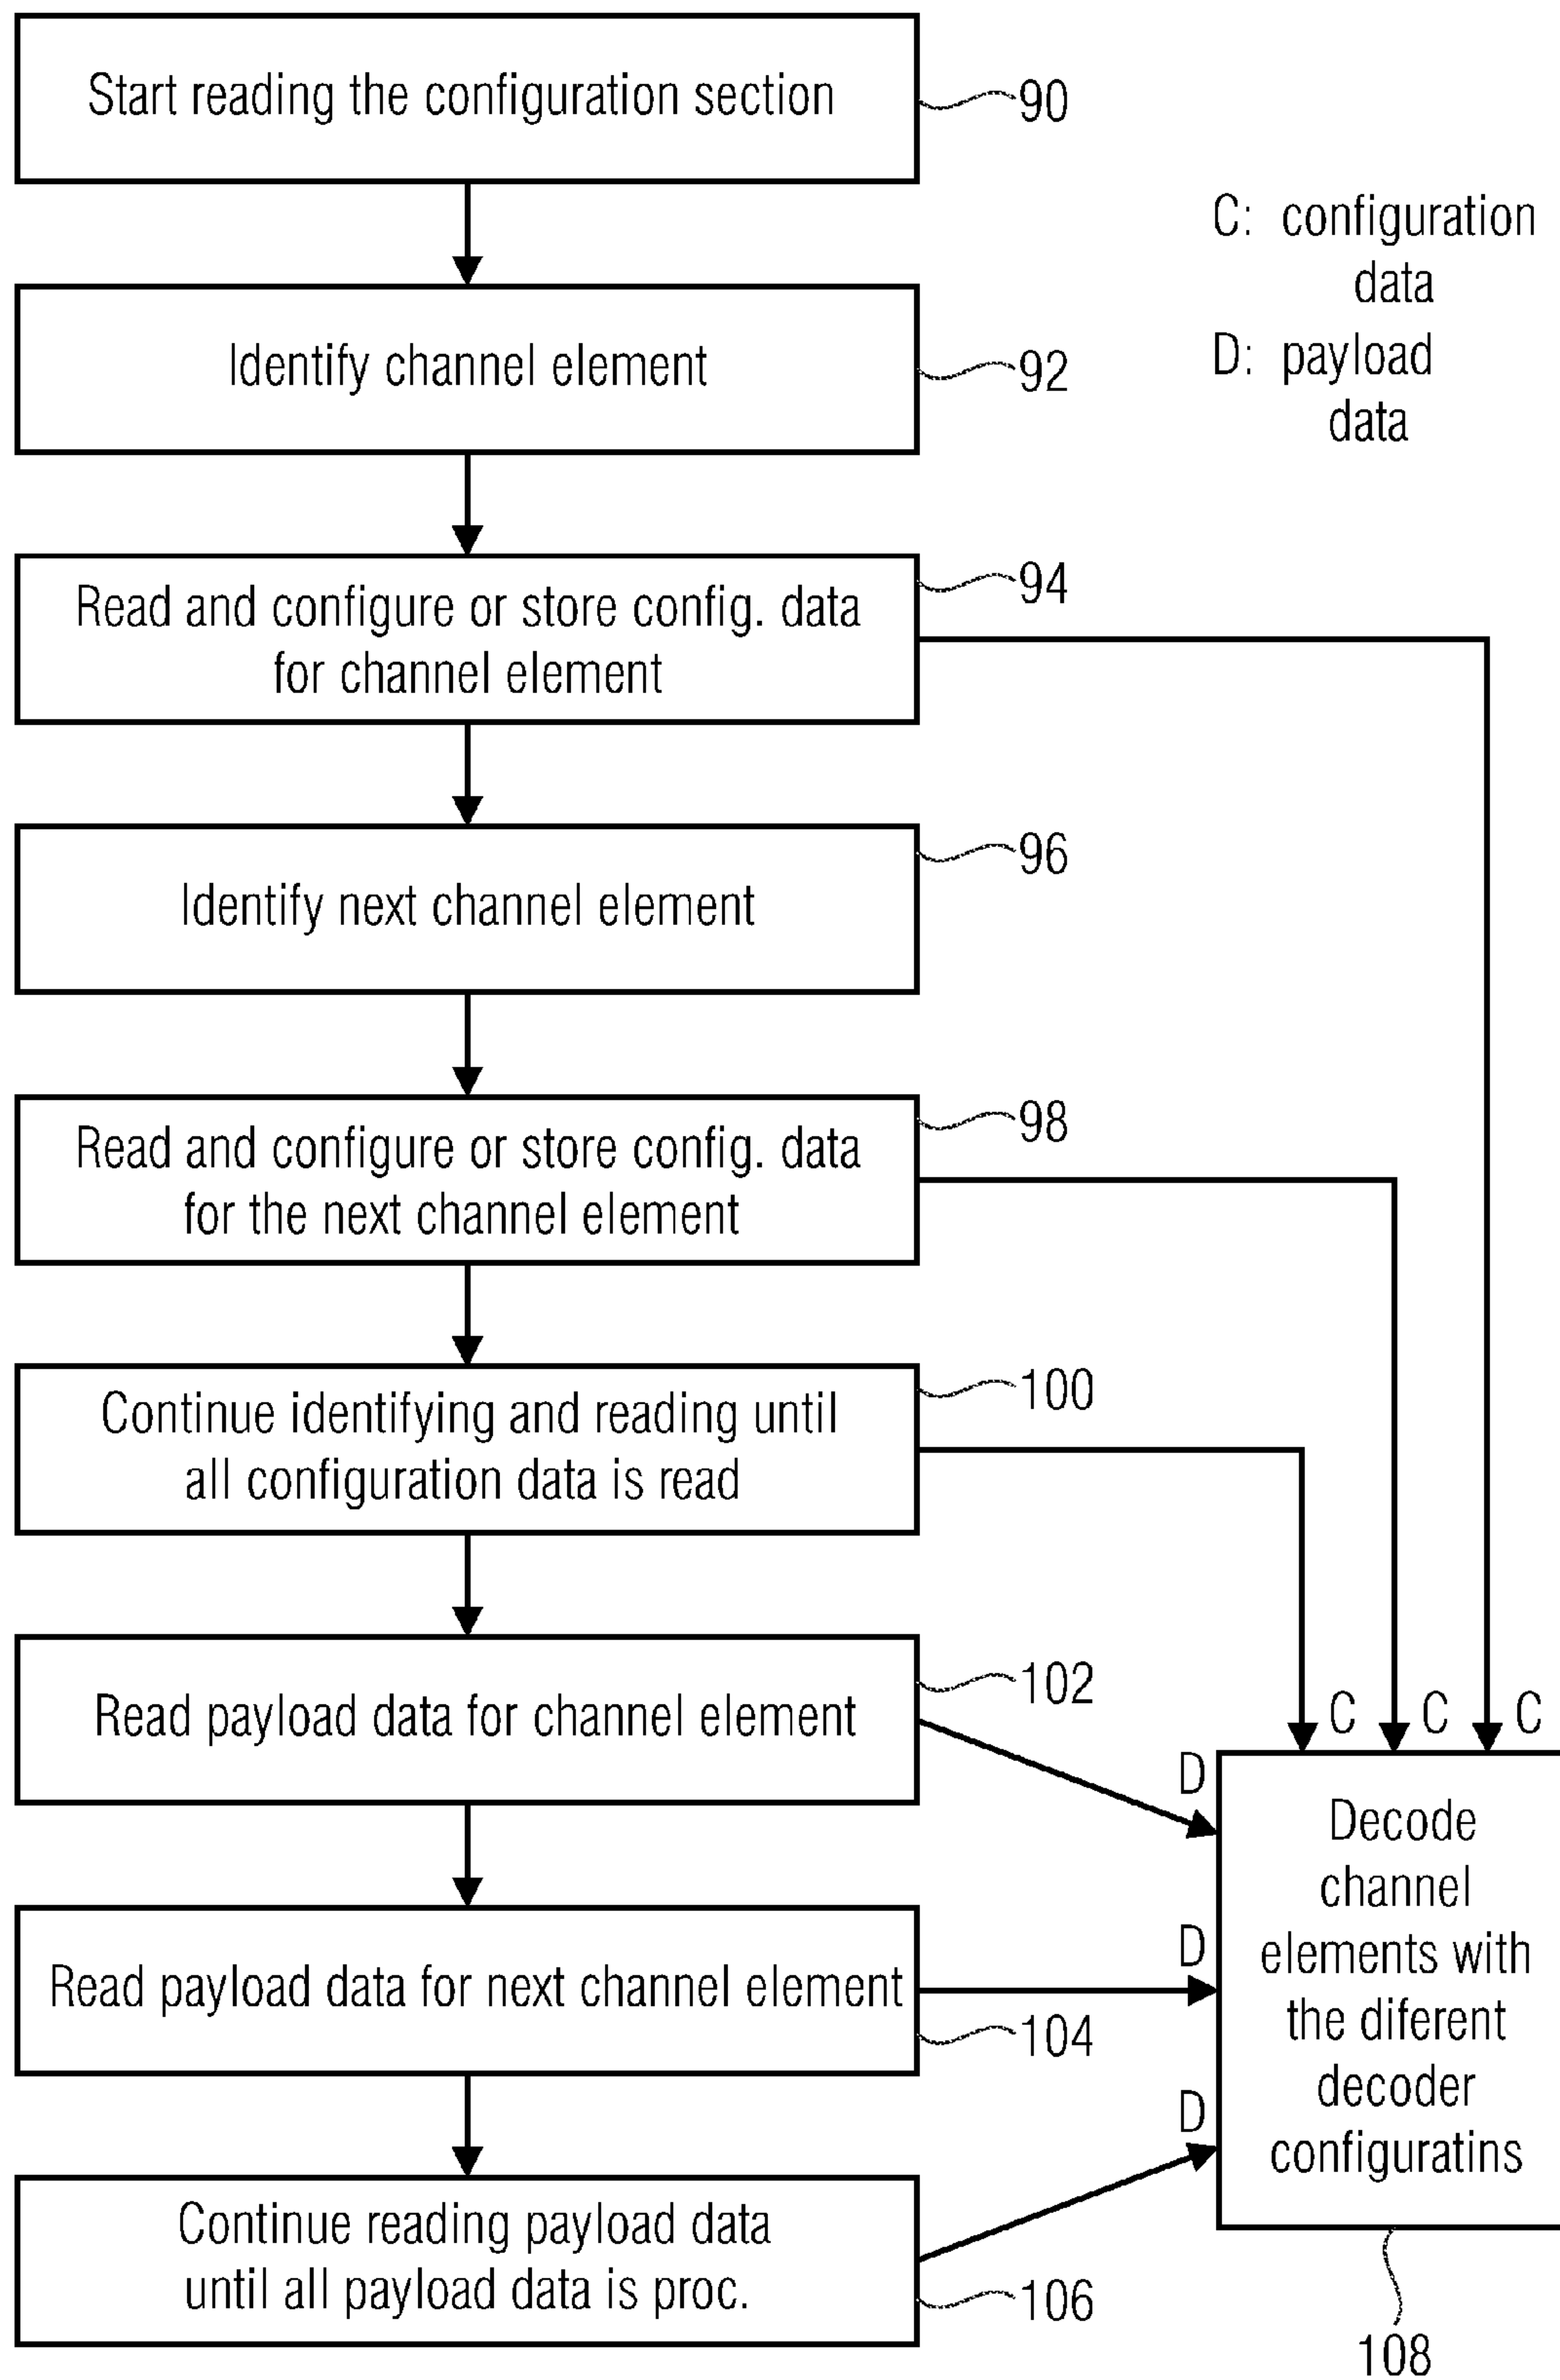 Start reading the configuration section
90
C: configuration
data
D: payload
data
Identify channel element
92
Read and configure or store config. data
for channel element
94
Identify next channel element
96
Read and configure or store config. data
for the next channel element
98
Continue identifying and reading until
all configuration data is read
100
Read payload data for channel element
102
C
C
C
D
Read payload data for next channel element
104
D
Continue reading payload data
until all payload data is proc.
106
D
Decode
channel
elements with
the diferent
decoder
configuratins
108